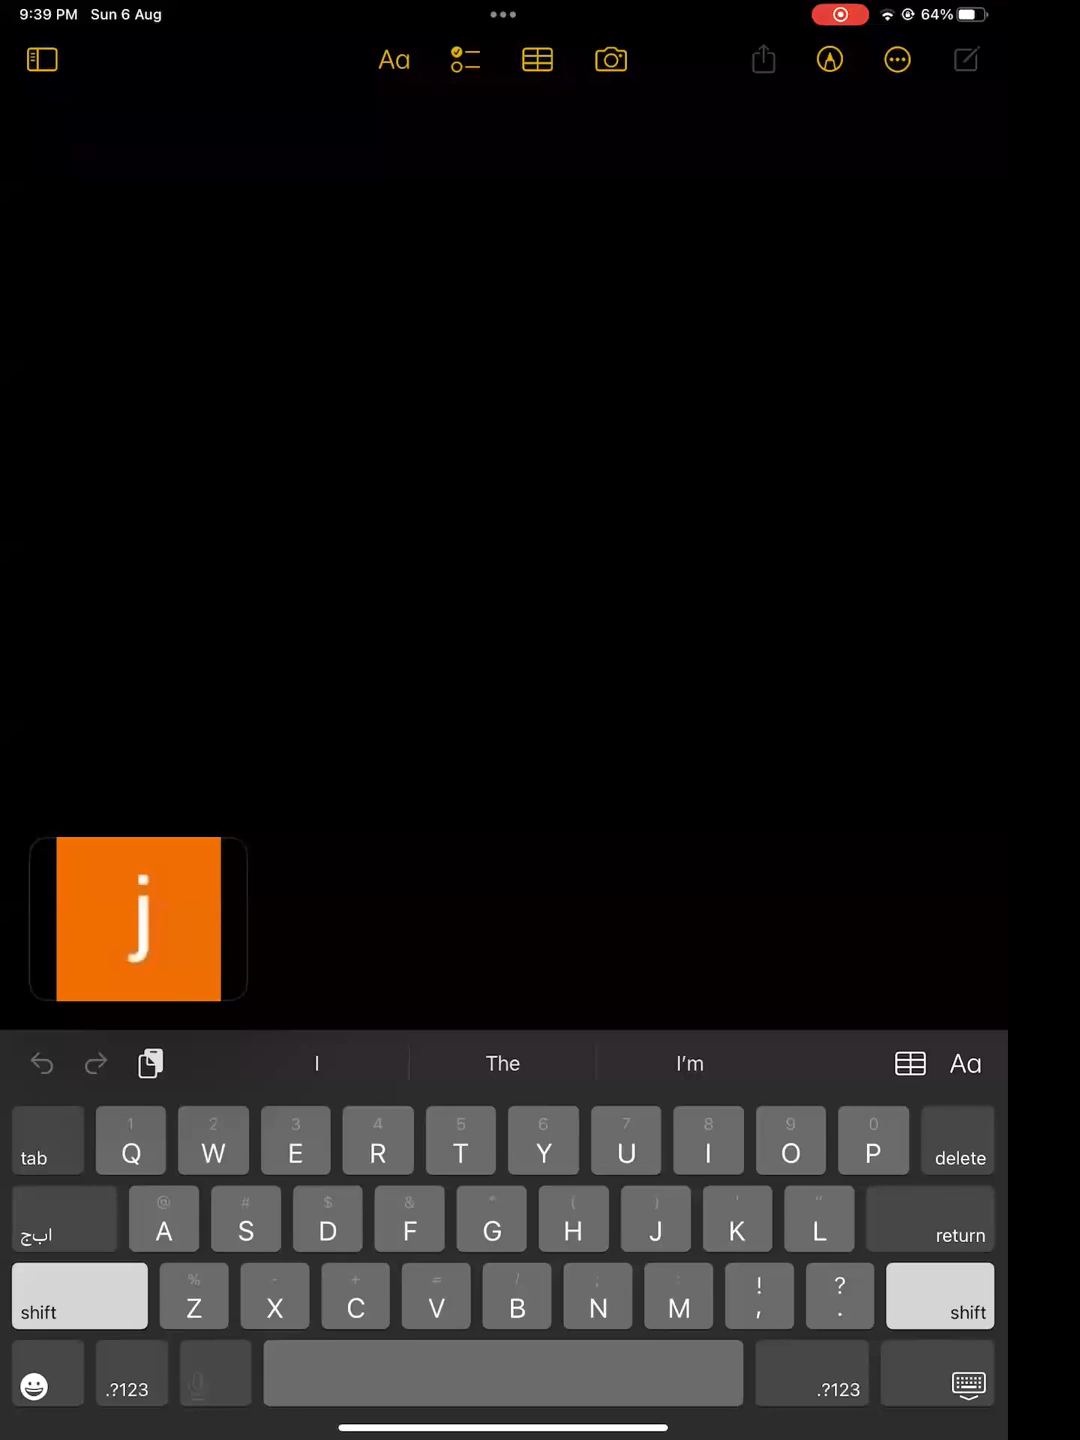 9:39 PM Sun 6 Aug 64%
Aa
j
I The I'm Aa
1 2 3 4 5 6 7 8 9 0
tab Q W E R T Y U I O P delete
@ # $ & * ( ) ' "
ابج A S D F G H J K L return
% - + = / ; : ! ?
shift Z X C V B N M , . shift
.?123 .?123